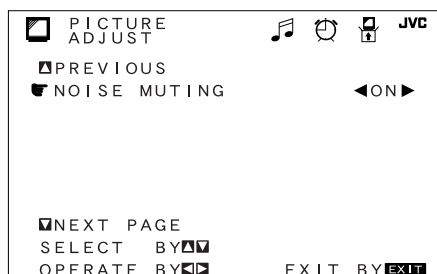 PICTURE
ADJUST
JVC
PREVIOUS
NOISE MUTING ◀ON▶
NEXT PAGE
SELECT BY
OPERATE BY EXIT BY EXIT